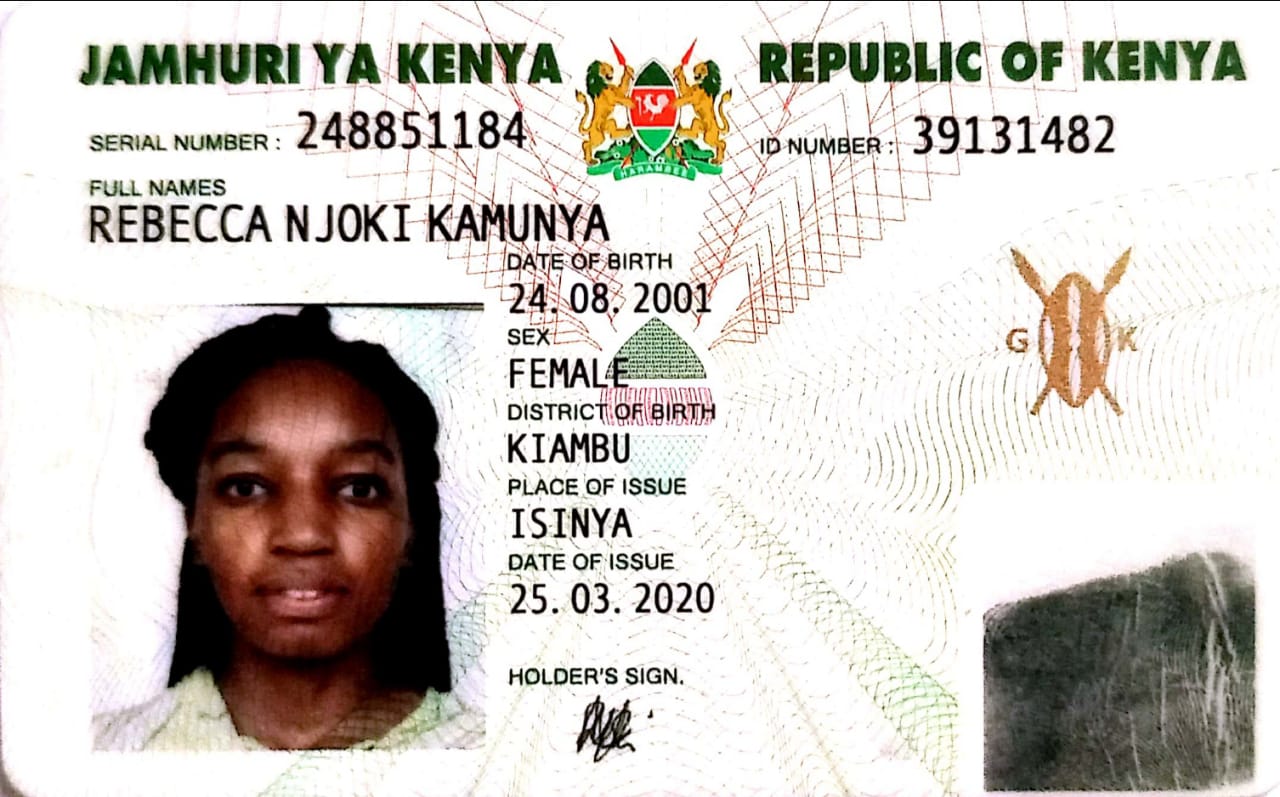 JAMHURI YA KENYA REPUBLIC OF KENYA
SERIAL NUMBER : 248851184 ID NUMBER : 39131482
HARAMBEE
FULL NAMES
REBECCA NJOKI KAMUNYA
DATE OF BIRTH
24. 08. 2001
SEX
FEMALE
G K
DISTRICT OF BIRTH
KIAMBU
PLACE OF ISSUE
ISINYA
DATE OF ISSUE
25. 03. 2020
HOLDER'S SIGN.